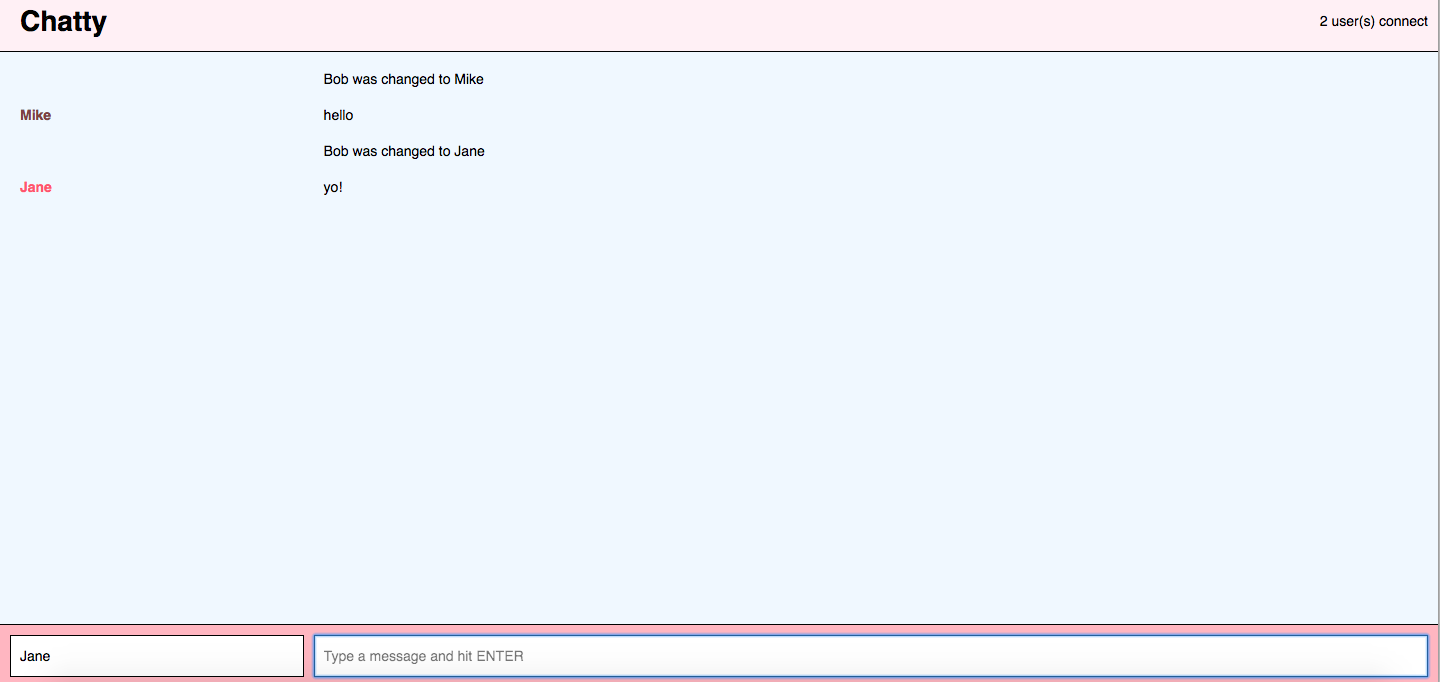 Chatty
2 user(s) connect
Bob was changed to Mike
Mike hello
Bob was changed to Jane
Jane yo!
Jane Type a message and hit ENTER